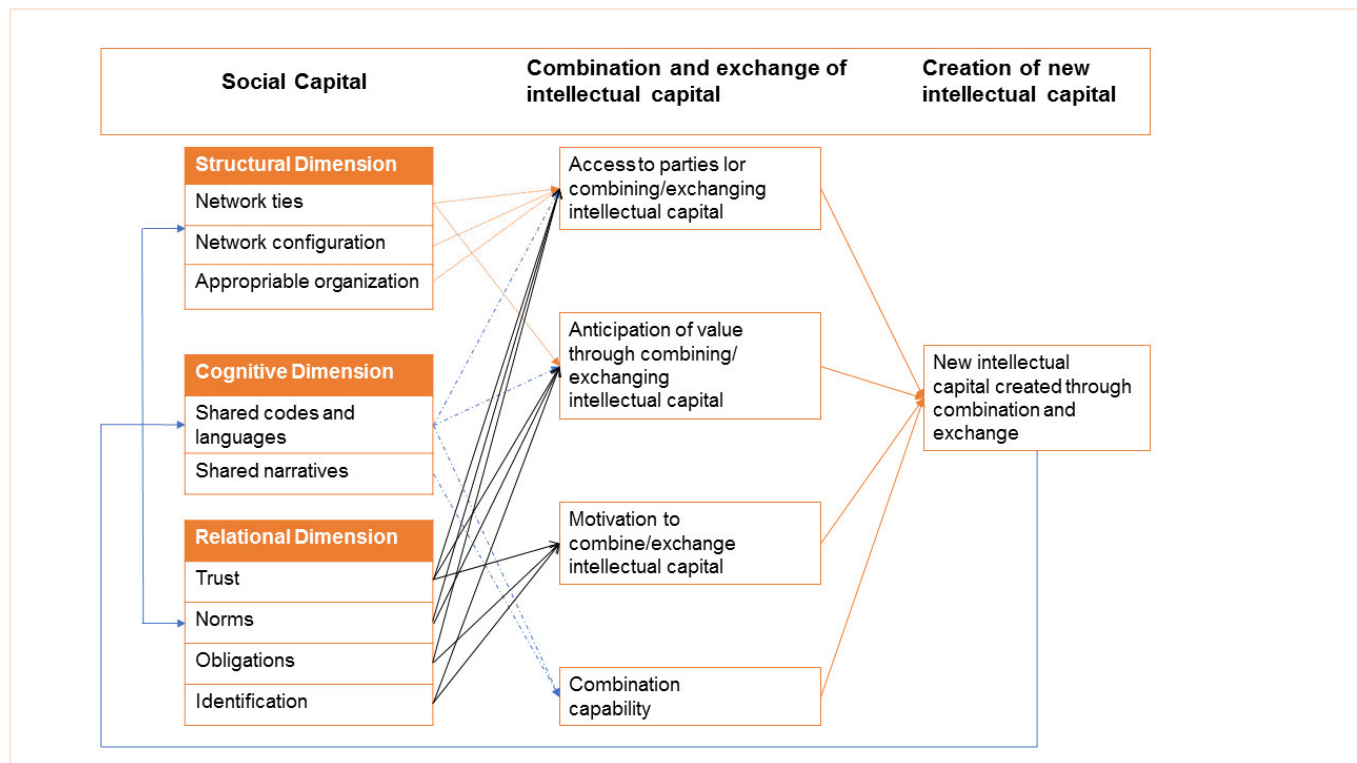 Social Capital
Combination and exchange of
intellectual capital
Creation of new
intellectual capital
Structural Dimension
Network ties
Network configuration
Appropriable organization
Cognitive Dimension
Shared codes and
languages
Shared narratives
Relational Dimension
Trust
Norms
Obligations
Identification
Access to parties lor
combining/exchanging
intellectual capital
Anticipation of value
through combining/
exchanging
intellectual capital
Motivation to
combine/exchange
intellectual capital
Combination
capability
New intellectual
capital created through
combination and
exchange